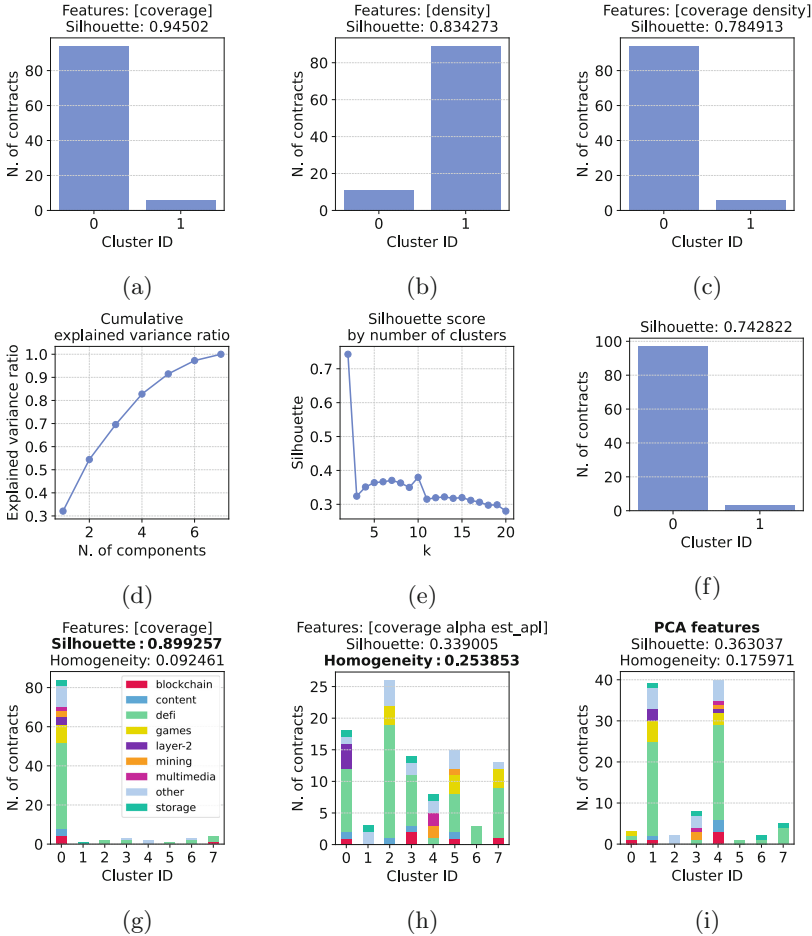 Features: [coverage]
Silhouette: 0.94502
N. of contracts
80
60
40
20
0
0 1
Cluster ID
(a)
Features: [density]
Silhouette: 0.834273
N. of contracts
80
60
40
20
0
0 1
Cluster ID
(b)
Features: [coverage density]
Silhouette: 0.784913
N. of contracts
80
60
40
20
0
0 1
Cluster ID
(c)
Cumulative
explained variance ratio
Explained variance ratio
1.0
0.9
0.8
0.7
0.6
0.5
0.4
0.3
2 4 6
N. of components
(d)
Silhouette score
by number of clusters
Silhouette
0.7
0.6
0.5
0.4
0.3
5 10 15 20
k
(e)
Silhouette: 0.742822
N. of contracts
100
80
60
40
20
0
0 1
Cluster ID
(f)
Features: [coverage]
Silhouette: 0.899257
Homogeneity: 0.092461
N. of contracts
80
60
40
20
0
blockchain
content
defi
games
layer-2
mining
multimedia
other
storage
0 1 2 3 4 5 6 7
Cluster ID
(g)
Features: [coverage alpha est_apl]
Silhouette: 0.339005
Homogeneity: 0.253853
N. of contracts
25
20
15
10
5
0
0 1 2 3 4 5 6 7
Cluster ID
(h)
PCA features
Silhouette: 0.363037
Homogeneity: 0.175971
N. of contracts
40
30
20
10
0
0 1 2 3 4 5 6 7
Cluster ID
(i)